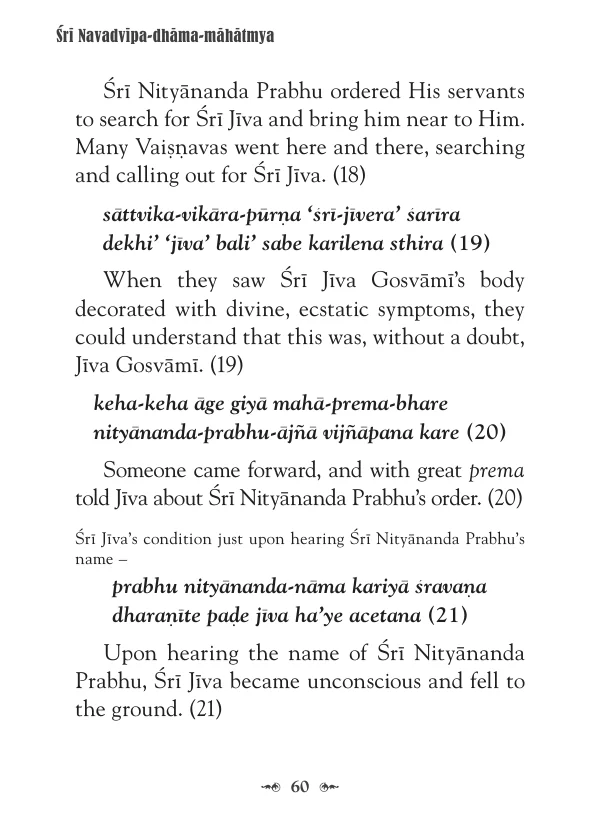 Śrī Navadvīpa-dhāma-māhātmya
Śrī Nityānanda Prabhu ordered His servants
to search for Śrī Jīva and bring him near to Him.
Many Vaiṣṇavas went here and there, searching
and calling out for Śrī Jīva. (18)
sāttvika-vikāra-pūrṇa ‘śrī-jīvera’ śarīra
dekhi’ ‘jīva’ bali’ sabe karilena sthira (19)
When they saw Śrī Jīva Gosvāmī’s body
decorated with divine, ecstatic symptoms, they
could understand that this was, without a doubt,
Jīva Gosvāmī. (19)
keha-keha āge giyā mahā-prema-bhare
nityānanda-prabhu-ājñā vijñāpana kare (20)
Someone came forward, and with great prema
told Jīva about Śrī Nityānanda Prabhu’s order. (20)
Śrī Jīva’s condition just upon hearing Śrī Nityānanda Prabhu’s
name –
prabhu nityānanda-nāma kariyā śravaṇa
dharaṇīte paḍe jīva ha’ye acetana (21)
Upon hearing the name of Śrī Nityānanda
Prabhu, Śrī Jīva became unconscious and fell to
the ground. (21)
60